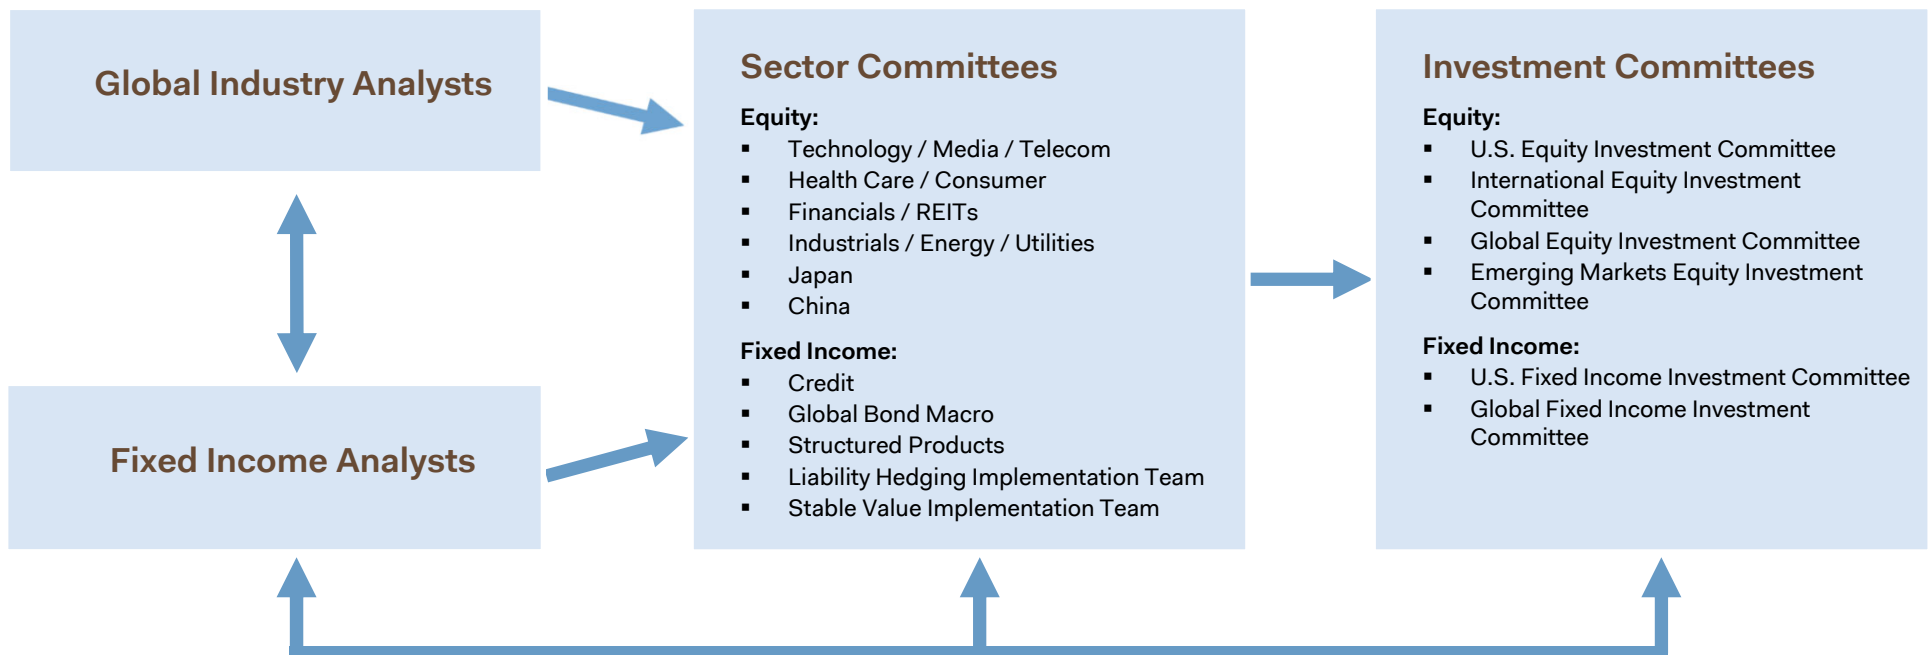 Global Industry Analysts
Fixed Income Analysts
Sector Committees
Equity:
▪ Technology / Media / Telecom
▪ Health Care / Consumer
▪ Financials / REITs
▪ Industrials / Energy / Utilities
▪ Japan
▪ China
Fixed Income:
▪ Credit
▪ Global Bond Macro
▪ Structured Products
▪ Liability Hedging Implementation Team
▪ Stable Value Implementation Team
Investment Committees
Equity:
▪ U.S. Equity Investment Committee
▪ International Equity Investment
Committee
▪ Global Equity Investment Committee
▪ Emerging Markets Equity Investment
Committee
Fixed Income:
▪ U.S. Fixed Income Investment Committee
▪ Global Fixed Income Investment
Committee